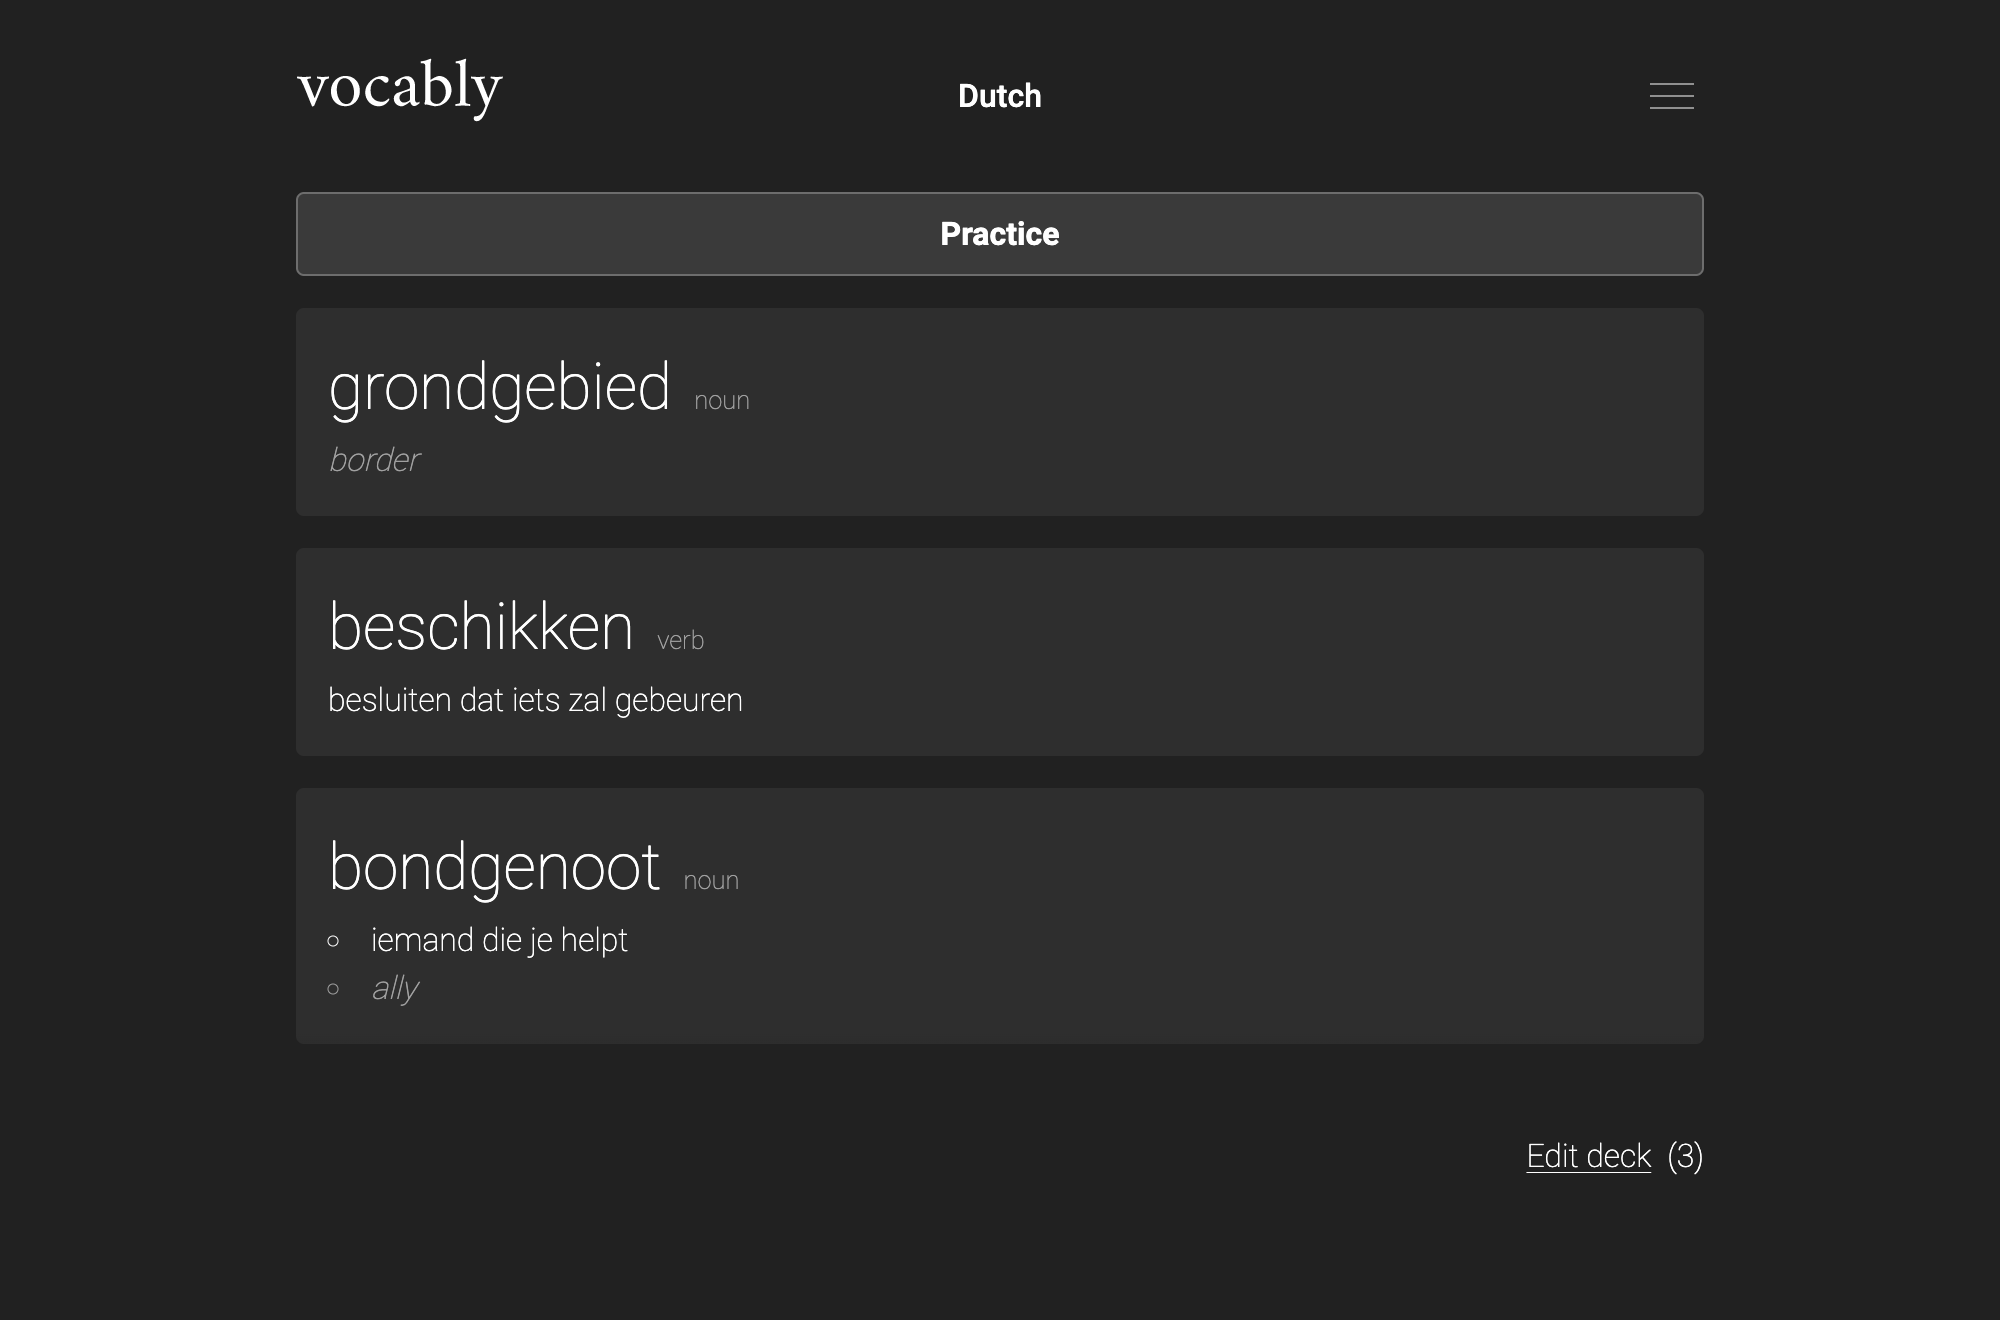 vocably
Dutch
Practice
grondgebied noun
border
beschikken verb
besluiten dat iets zal gebeuren
bondgenoot noun
iemand die je helpt
ally
Edit deck (3)